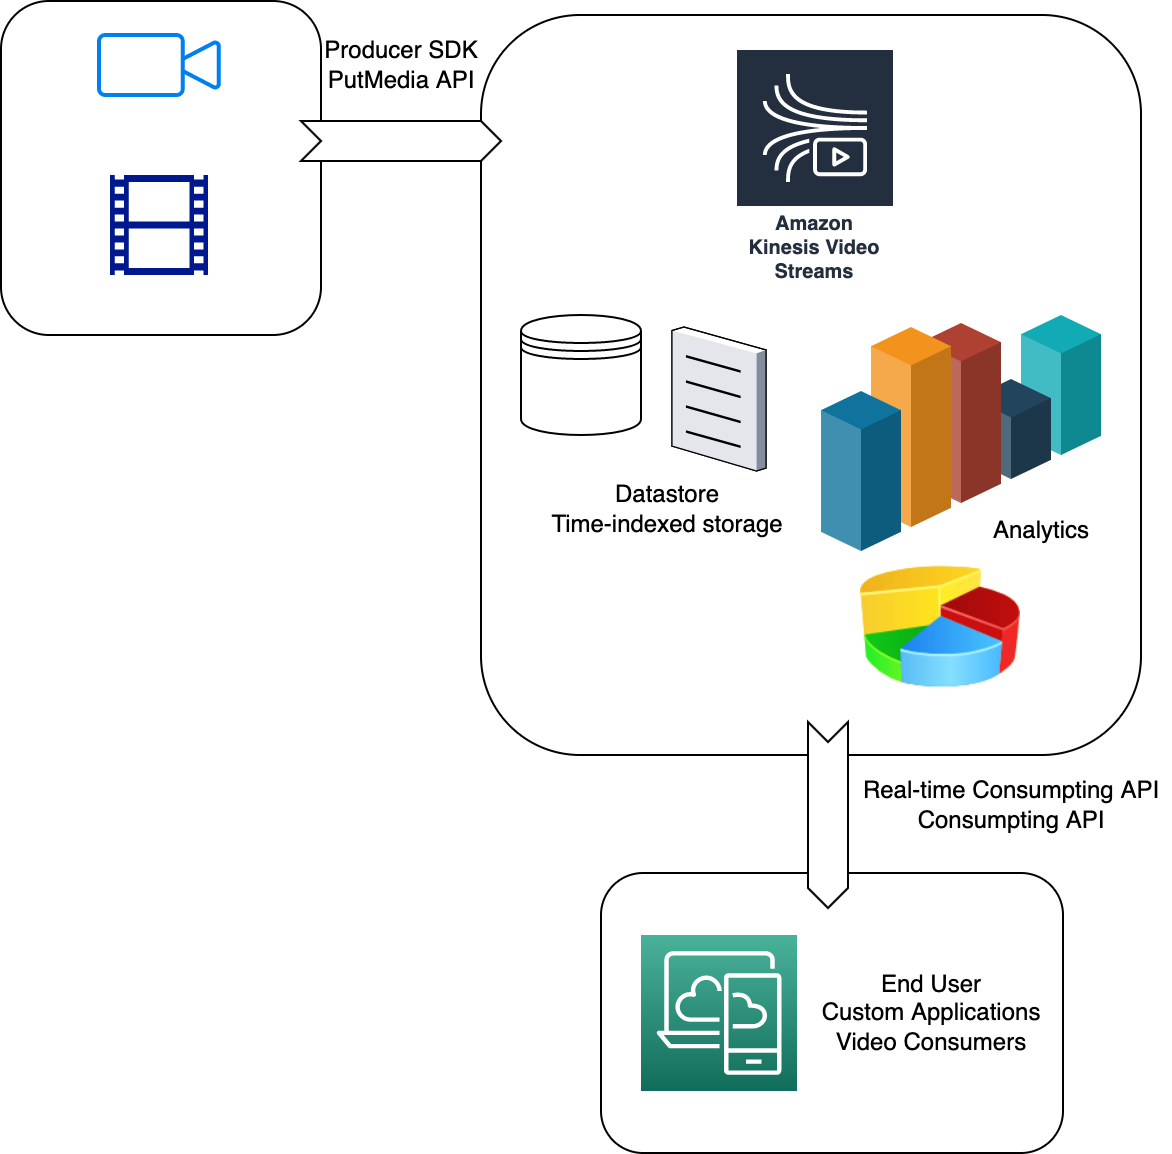 Producer SDK
PutMedia API
Amazon
Kinesis Video
Streams
Datastore
Time-indexed storage
Analytics
Real-time Consumpting API
Consumpting API
End User
Custom Applications
Video Consumers